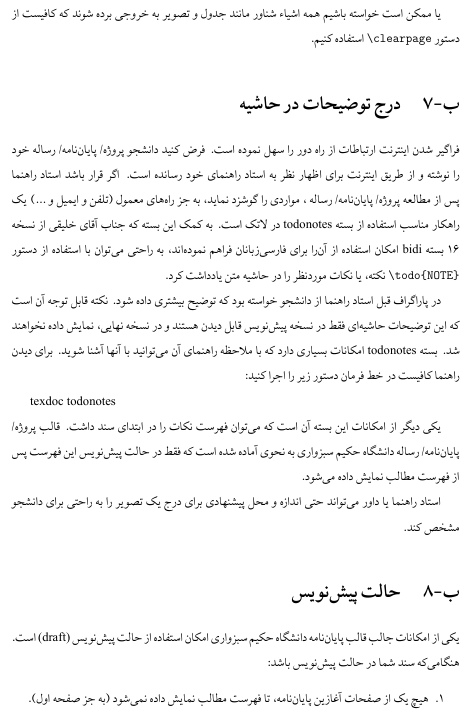 یا ممکن است خواسته باشیم همه اشیاء شناور مانند جدول و تصویر به خروجی برده شوند که کافیست از
دستور \clearpage استفاده کنیم.
ب-۷ درج توضیحات در حاشیه
فراگیر شدن اینترنت ارتباطات از راه دور را سهل نموده است. فرض کنید دانشجو پروژه/ پایان‌نامه/ رساله خود
را نوشته و از طریق اینترنت برای اظهار نظر به استاد راهنمای خود رسانده است. اگر قرار باشد استاد راهنما
پس از مطالعه پروژه/ پایان‌نامه/ رساله ، مواردی را گوشزد نماید، به جز راه‌های معمول (تلفن و ایمیل و ...) یک
راهکار مناسب استفاده از بسته todonotes در لاتک است. به کمک این بسته که جناب آقای خلیقی از نسخه
۱۶ بسته bidi امکان استفاده از آن‌را برای فارسی‌زبانان فراهم نموده‌اند، به راحتی می‌توان با استفاده از دستور
\todo{NOTE} نکته، یا نکات موردنظر را در حاشیه متن یادداشت کرد.
در پاراگراف قبل استاد راهنما از دانشجو خواسته بود که توضیح بیشتری داده شود. نکته قابل توجه آن است
که این توضیحات حاشیه‌ای فقط در نسخه پیش‌نویس قابل دیدن هستند و در نسخه نهایی، نمایش داده نخواهند
شد. بسته todonotes امکانات بسیاری دارد که با ملاحظه راهنمای آن می‌توانید با آنها آشنا شوید. برای دیدن
راهنما کافیست در خط فرمان دستور زیر را اجرا کنید:
texdoc todonotes
یکی دیگر از امکانات این بسته آن است که می‌توان فهرست نکات را در ابتدای سند داشت. قالب پروژه/
پایان‌نامه/ رساله دانشگاه حکیم سبزواری به نحوی آماده شده است که فقط در حالت پیش‌نویس این فهرست پس
از فهرست مطالب نمایش داده می‌شود.
استاد راهنما یا داور می‌تواند حتی اندازه و محل پیشنهادی برای درج یک تصویر را به راحتی برای دانشجو
مشخص کند.
ب-۸ حالت پیش‌نویس
یکی از امکانات جالب قالب پایان‌نامه دانشگاه حکیم سبزواری امکان استفاده از حالت پیش‌نویس (draft) است.
هنگامی‌که سند شما در حالت پیش‌نویس باشد:
۱. هیچ یک از صفحات آغازین پایان‌نامه، تا فهرست مطالب نمایش داده نمی‌شود (به جز صفحه اول).